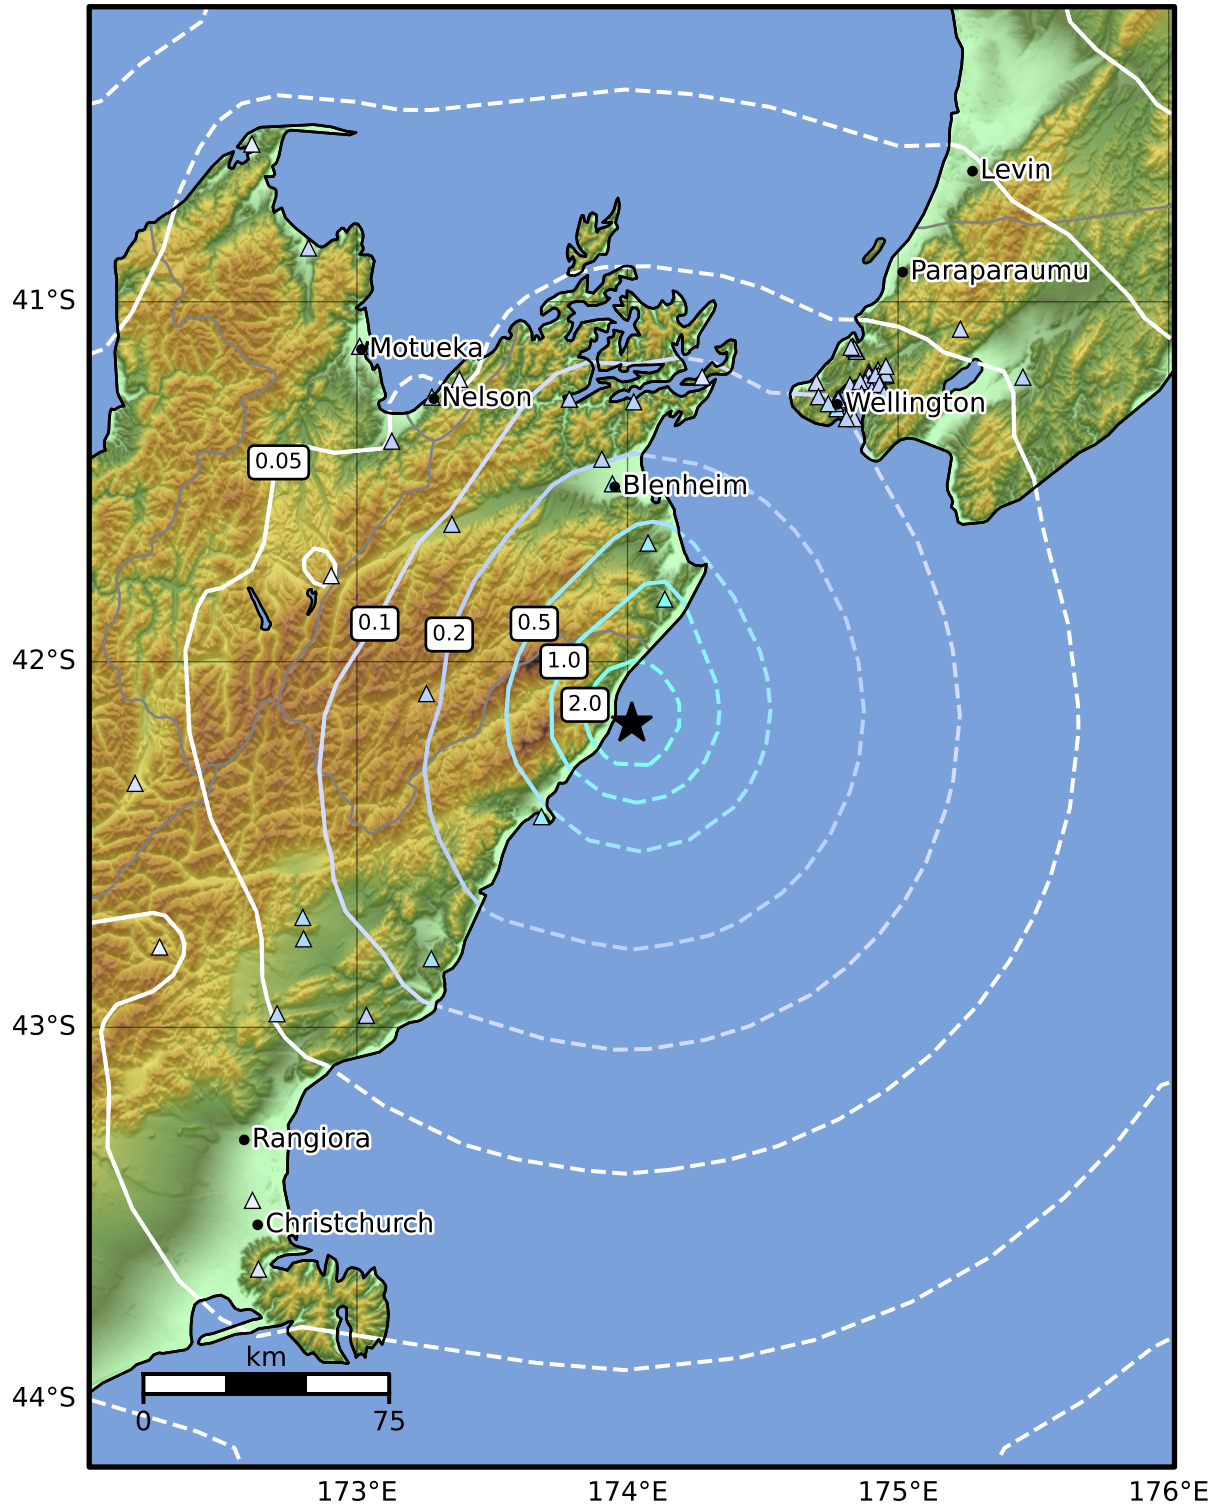 Levin
Paraparaumu
41°S
Motueka
Nelson
Wellington
0.05
Blenheim
0.1
0.2
0.5
42°S
1.0
2.0
43°S
Rangiora
Christchurch
km
0
75
44°S
173°E
174°E
175°E
176°E